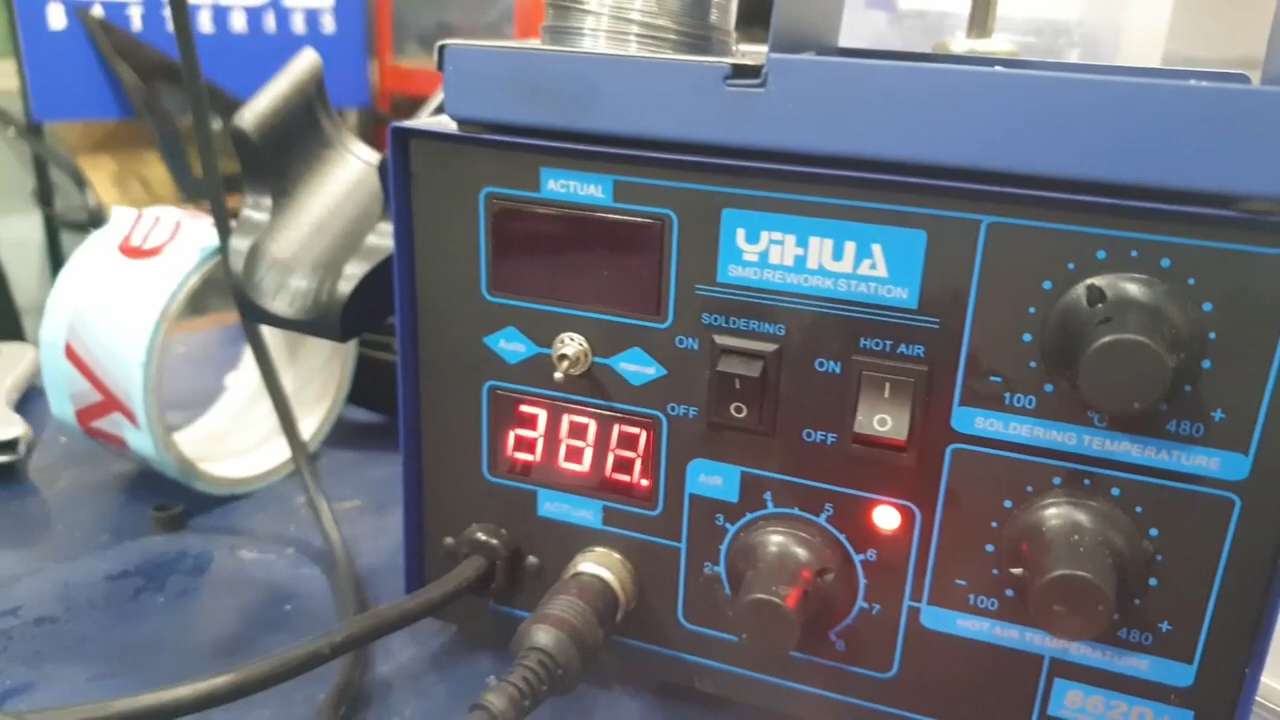 BATTERIES
ACTUAL
YiHUA
SMD REWORK STATION
SOLDERING
ON
OFF
HOT AIR
ON
OFF
Auto
manual
ACTUAL
AIR
2
3
4
5
6
7
8
−
100
°C
480
+
SOLDERING TEMPERATURE
−
100
480
+
HOT AIR TEMPERATURE